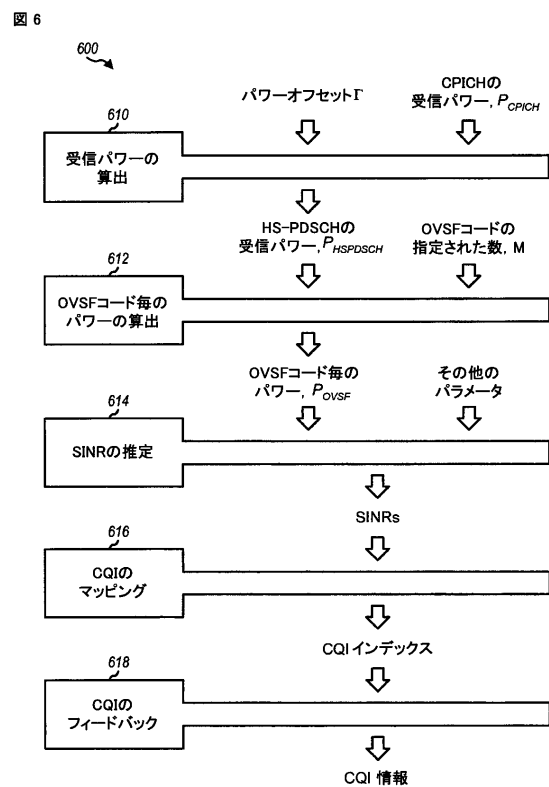 図 6
600
パワーオフセットΓ
CPICHの
受信パワー, P_CPICH
610
受信パワーの
算出
HS-PDSCHの
受信パワー, P_HSPDSCH
OVSFコードの
指定された数, M
612
OVSFコード毎の
パワーの算出
OVSFコード毎の
パワー, P_OVSF
その他の
パラメータ
614
SINRの推定
SINRs
616
CQIの
マッピング
CQI インデックス
618
CQIの
フィードバック
CQI 情報